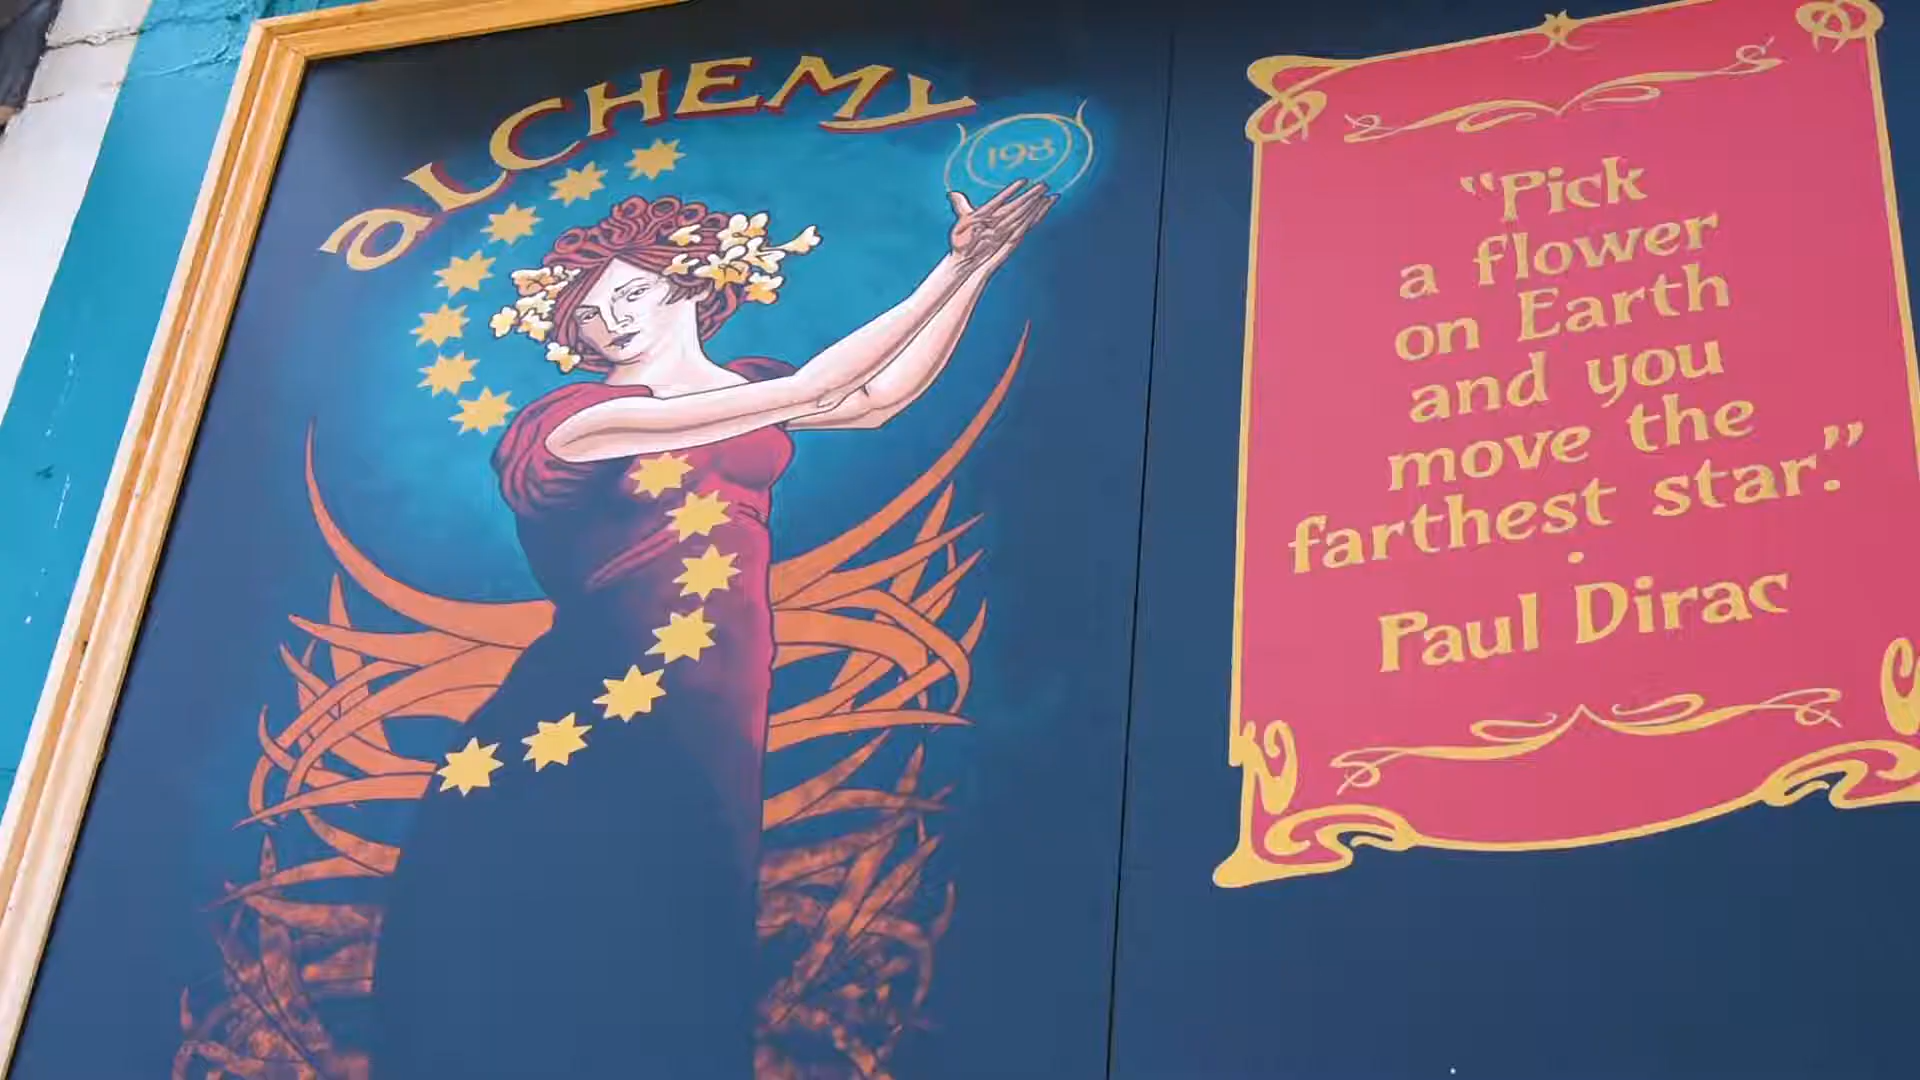 aLCHEMY
198
“Pick
a flower
on Earth
and you
move the
farthest star.”
Paul Dirac